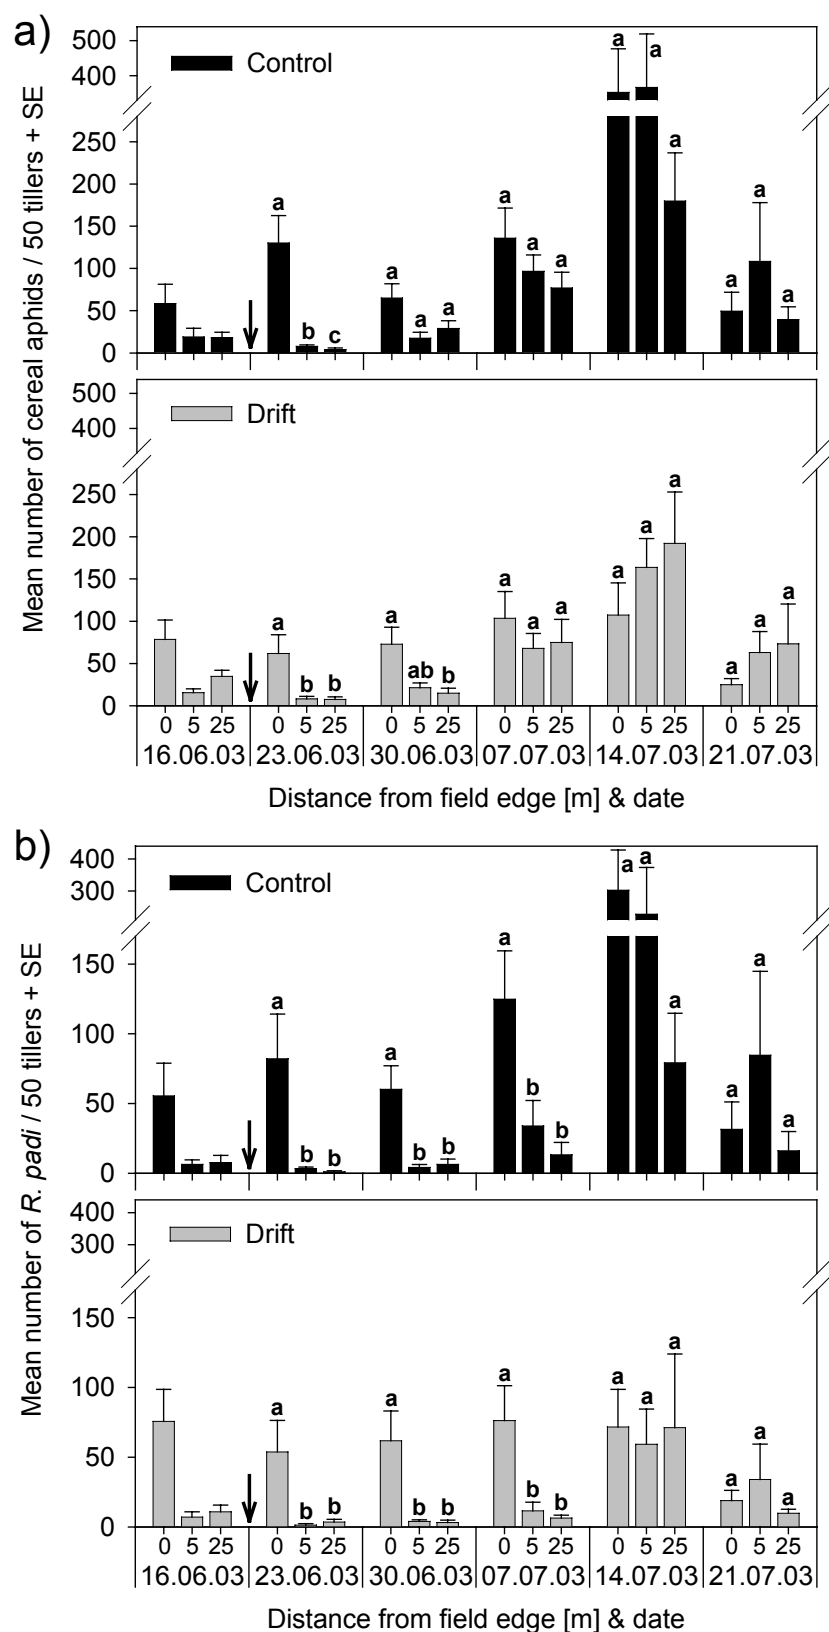 a)
Mean number of cereal aphids / 50 tillers + SE
Control
500
400
250
200
150
100
50
0
a b c
a a a
a a a
a a a
a a a
Drift
500
400
250
200
150
100
50
0
a b b
a ab b
a a a
a a a
a a a
0 5 25 0 5 25 0 5 25 0 5 25 0 5 25 0 5 25
16.06.03 23.06.03 30.06.03 07.07.03 14.07.03 21.07.03
Distance from field edge [m] & date
b)
Mean number of R. padi / 50 tillers + SE
Control
400
300
150
100
50
0
a b b
a b b
a b b
a a a
a a a
Drift
400
300
150
100
50
0
a b b
a b b
a b b
a a a
a a a
0 5 25 0 5 25 0 5 25 0 5 25 0 5 25 0 5 25
16.06.03 23.06.03 30.06.03 07.07.03 14.07.03 21.07.03
Distance from field edge [m] & date